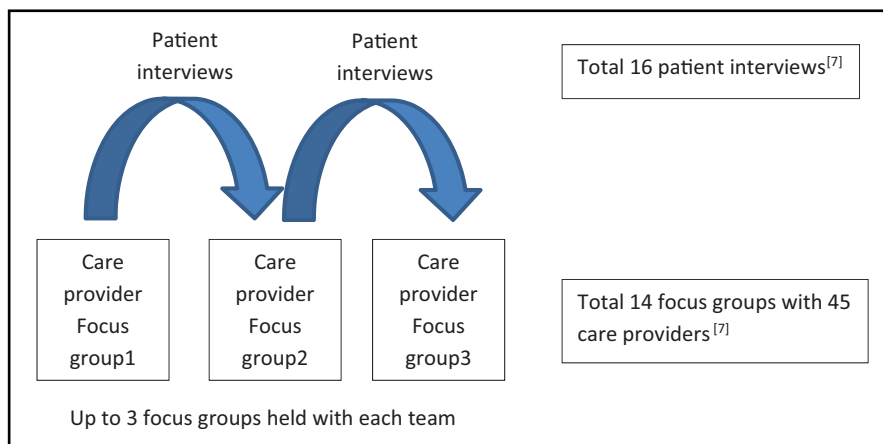 Patient
interviews
Patient
interviews
Total 16 patient interviews[7]
Care
provider
Focus
group1
Care
provider
Focus
group2
Care
provider
Focus
group3
Total 14 focus groups with 45
care providers [7]
Up to 3 focus groups held with each team